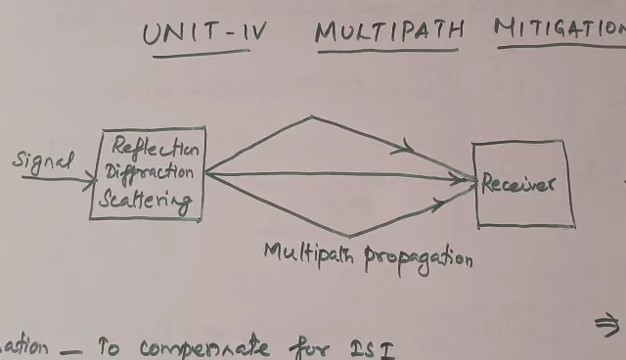 UNIT-IV MULTIPATH MITIGATION
Signal
Reflection
Diffraction
Scattering
Receiver
Multipath propagation
⇒
— To compensate for ISI